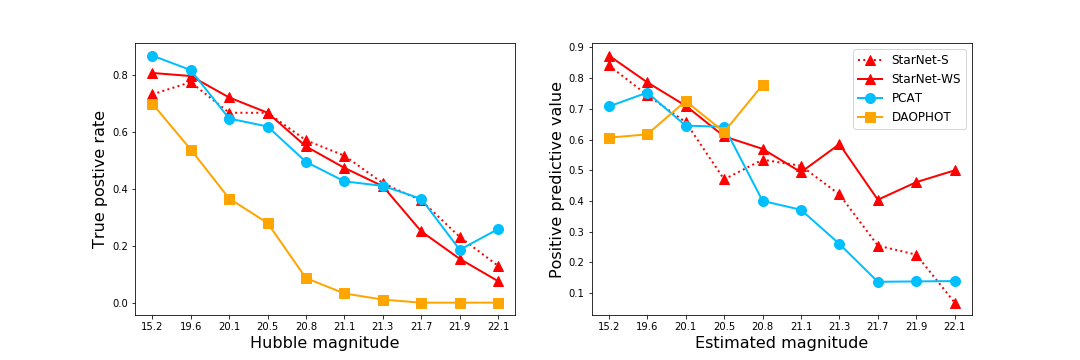 True postive rate
0.8
0.6
0.4
0.2
0.0
15.2 19.6 20.1 20.5 20.8 21.1 21.3 21.7 21.9 22.1
Hubble magnitude
Positive predictive value
0.9
0.8
0.7
0.6
0.5
0.4
0.3
0.2
0.1
15.2 19.6 20.1 20.5 20.8 21.1 21.3 21.7 21.9 22.1
Estimated magnitude
StarNet-S
StarNet-WS
PCAT
DAOPHOT